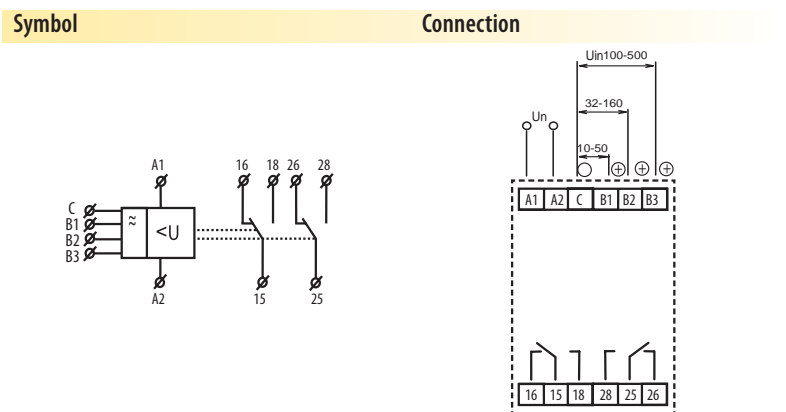 Symbol Connection
Uin100-500
32-160
Un
10-50
A1 16 18 26 28
A1 A2 C B1 B2 B3
C
B1
B2
B3
~
<U
A2 15 25
16 15 18 28 25 26